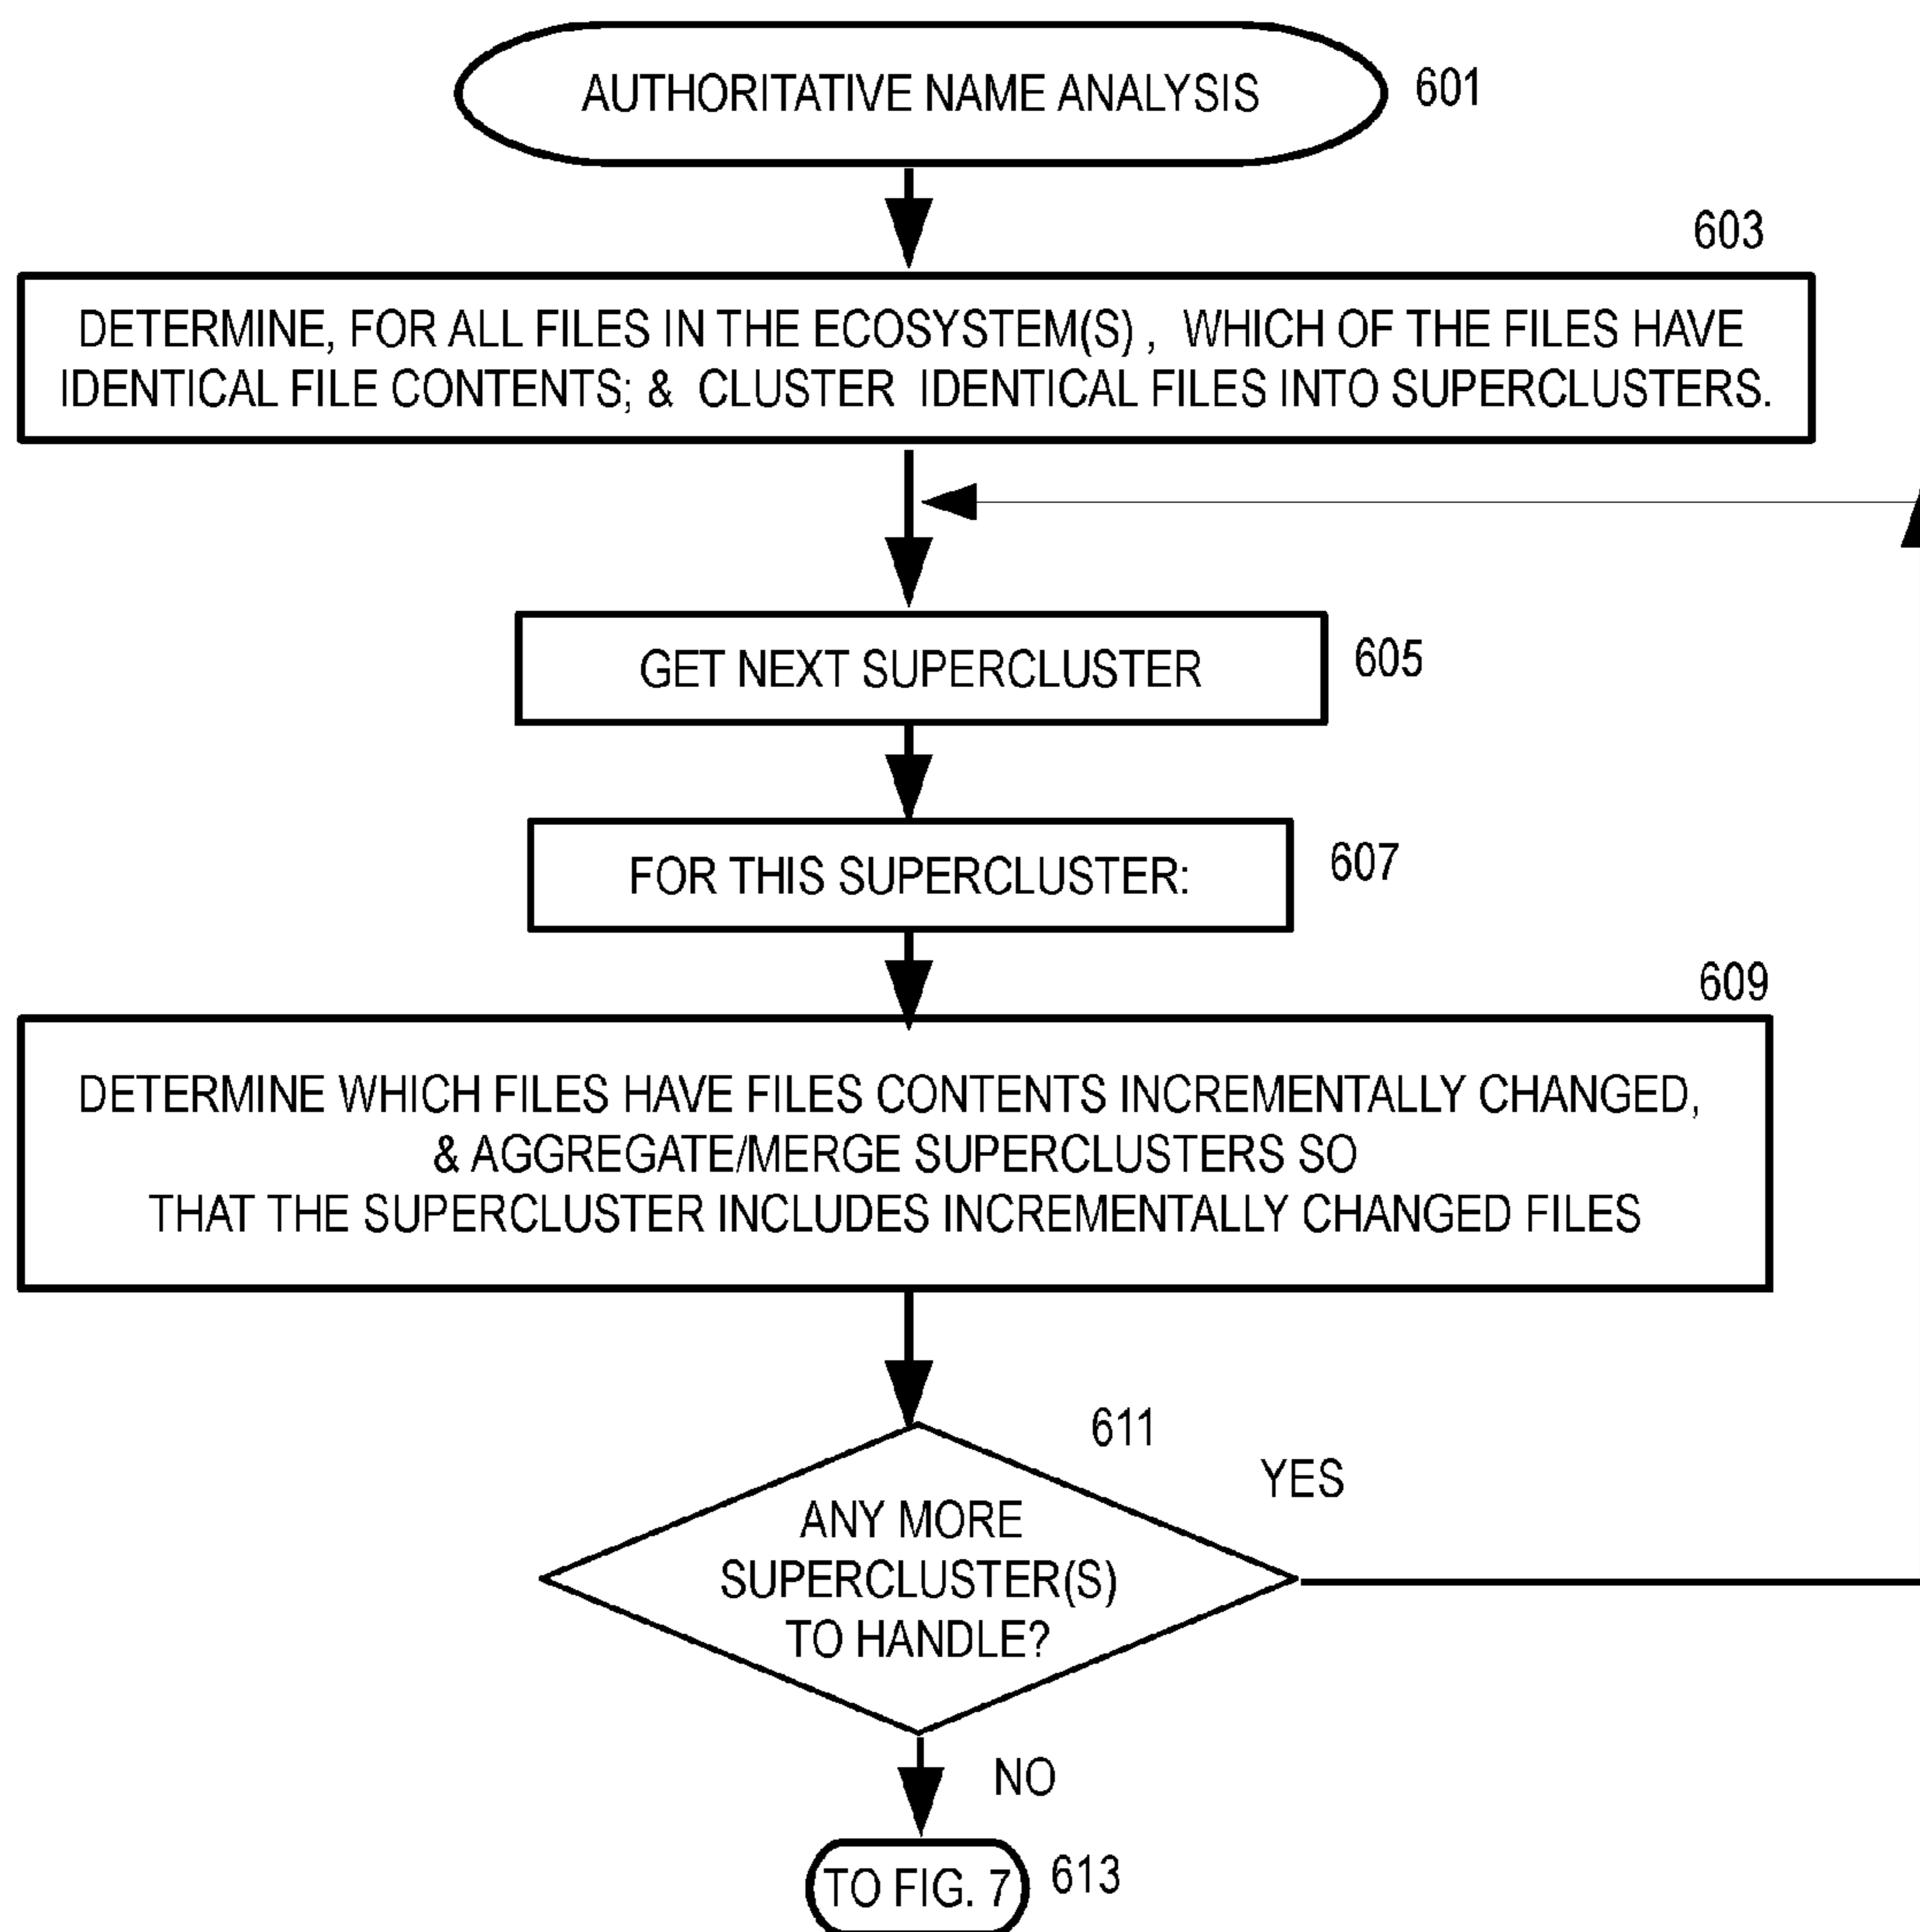 AUTHORITATIVE NAME ANALYSIS
601
603
DETERMINE, FOR ALL FILES IN THE ECOSYSTEM(S) , WHICH OF THE FILES HAVE
IDENTICAL FILE CONTENTS; & CLUSTER IDENTICAL FILES INTO SUPERCLUSTERS.
GET NEXT SUPERCLUSTER
605
FOR THIS SUPERCLUSTER:
607
609
DETERMINE WHICH FILES HAVE FILES CONTENTS INCREMENTALLY CHANGED,
& AGGREGATE/MERGE SUPERCLUSTERS SO
THAT THE SUPERCLUSTER INCLUDES INCREMENTALLY CHANGED FILES
611
YES
ANY MORE
SUPERCLUSTER(S)
TO HANDLE?
NO
TO FIG. 7
613